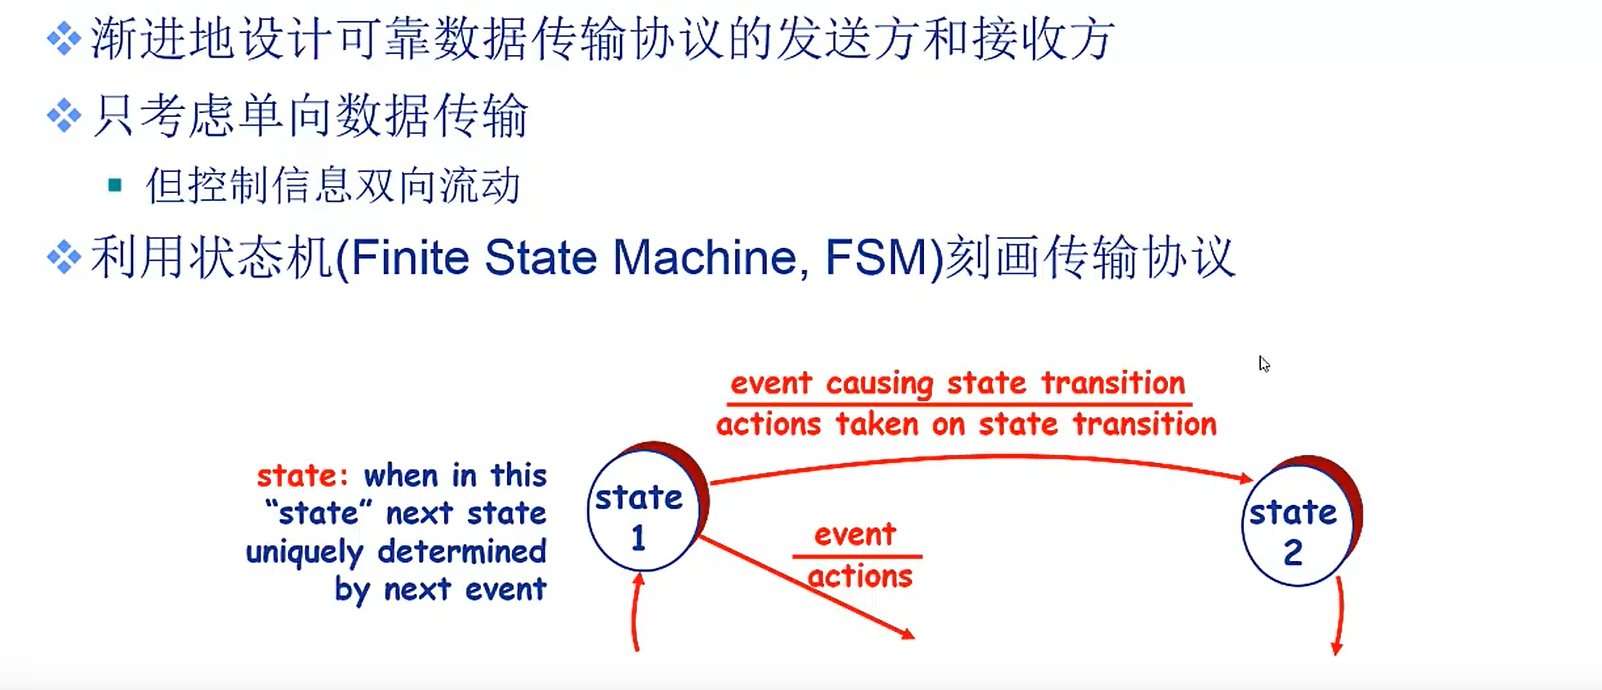 渐进地设计可靠数据传输协议的发送方和接收方
只考虑单向数据传输
但控制信息双向流动
利用状态机(Finite State Machine, FSM)刻画传输协议
event causing state transition
actions taken on state transition
state: when in this
“state” next state
uniquely determined
by next event
state
1
event
actions
state
2